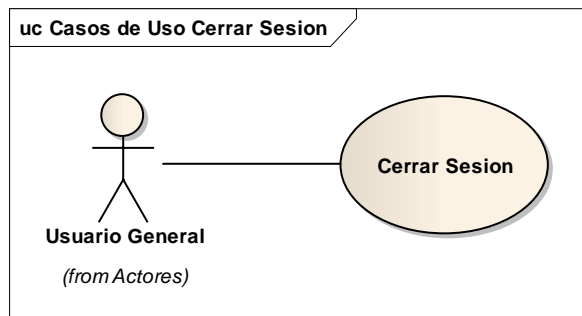 uc Casos de Uso Cerrar Sesion
Cerrar Sesion
Usuario General
(from Actores)